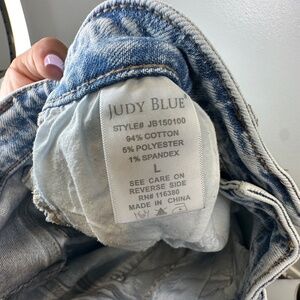 JUDY BLUE
STYLE# JB150100
94% COTTON
5% POLYESTER
1% SPANDEX
L
SEE CARE ON
REVERSE SIDE
RN# 116380
MADE IN CHINA